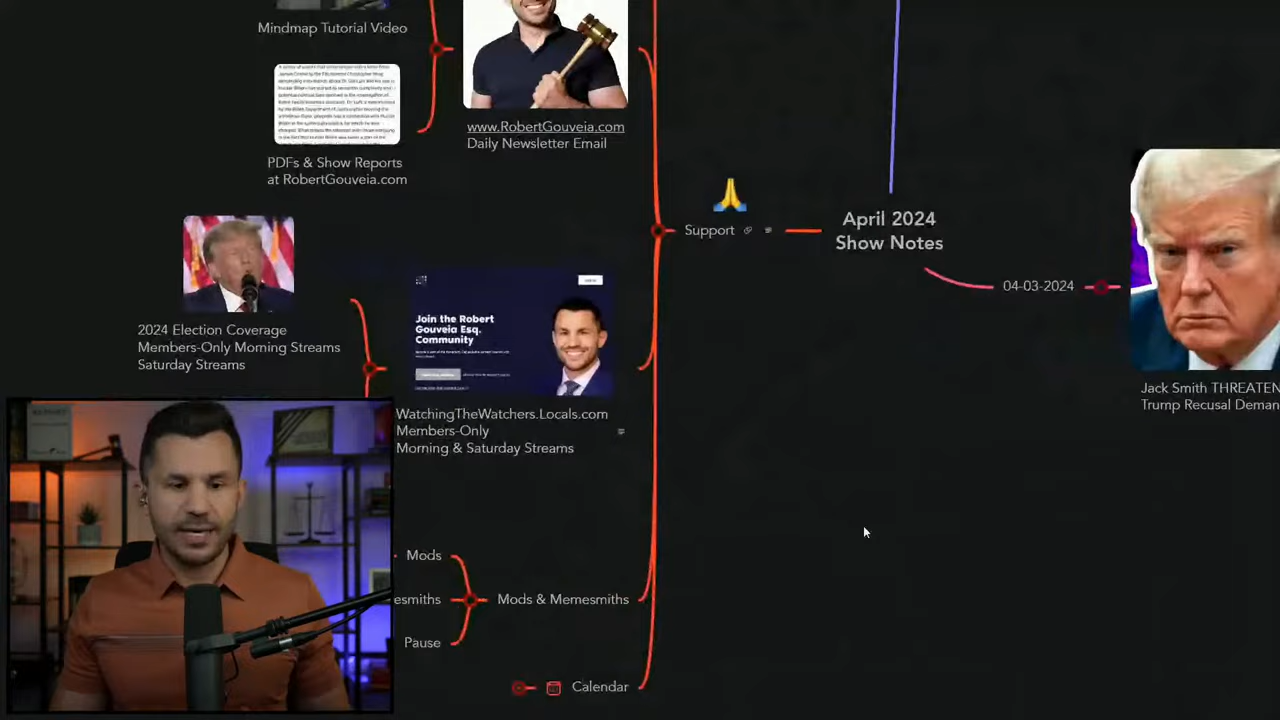 Mindmap Tutorial Video
www.RobertGouveia.com
Daily Newsletter Email
PDFs & Show Reports
at RobertGouveia.com
Support
April 2024
Show Notes
04-03-2024
Jack Smith THREATEN
Trump Recusal Deman
2024 Election Coverage
Members-Only Morning Streams
Saturday Streams
Join the Robert
Gouveia Esq.
Community
WatchingTheWatchers.Locals.com
Members-Only
Morning & Saturday Streams
Mods
esmiths
Pause
Mods & Memesmiths
Calendar